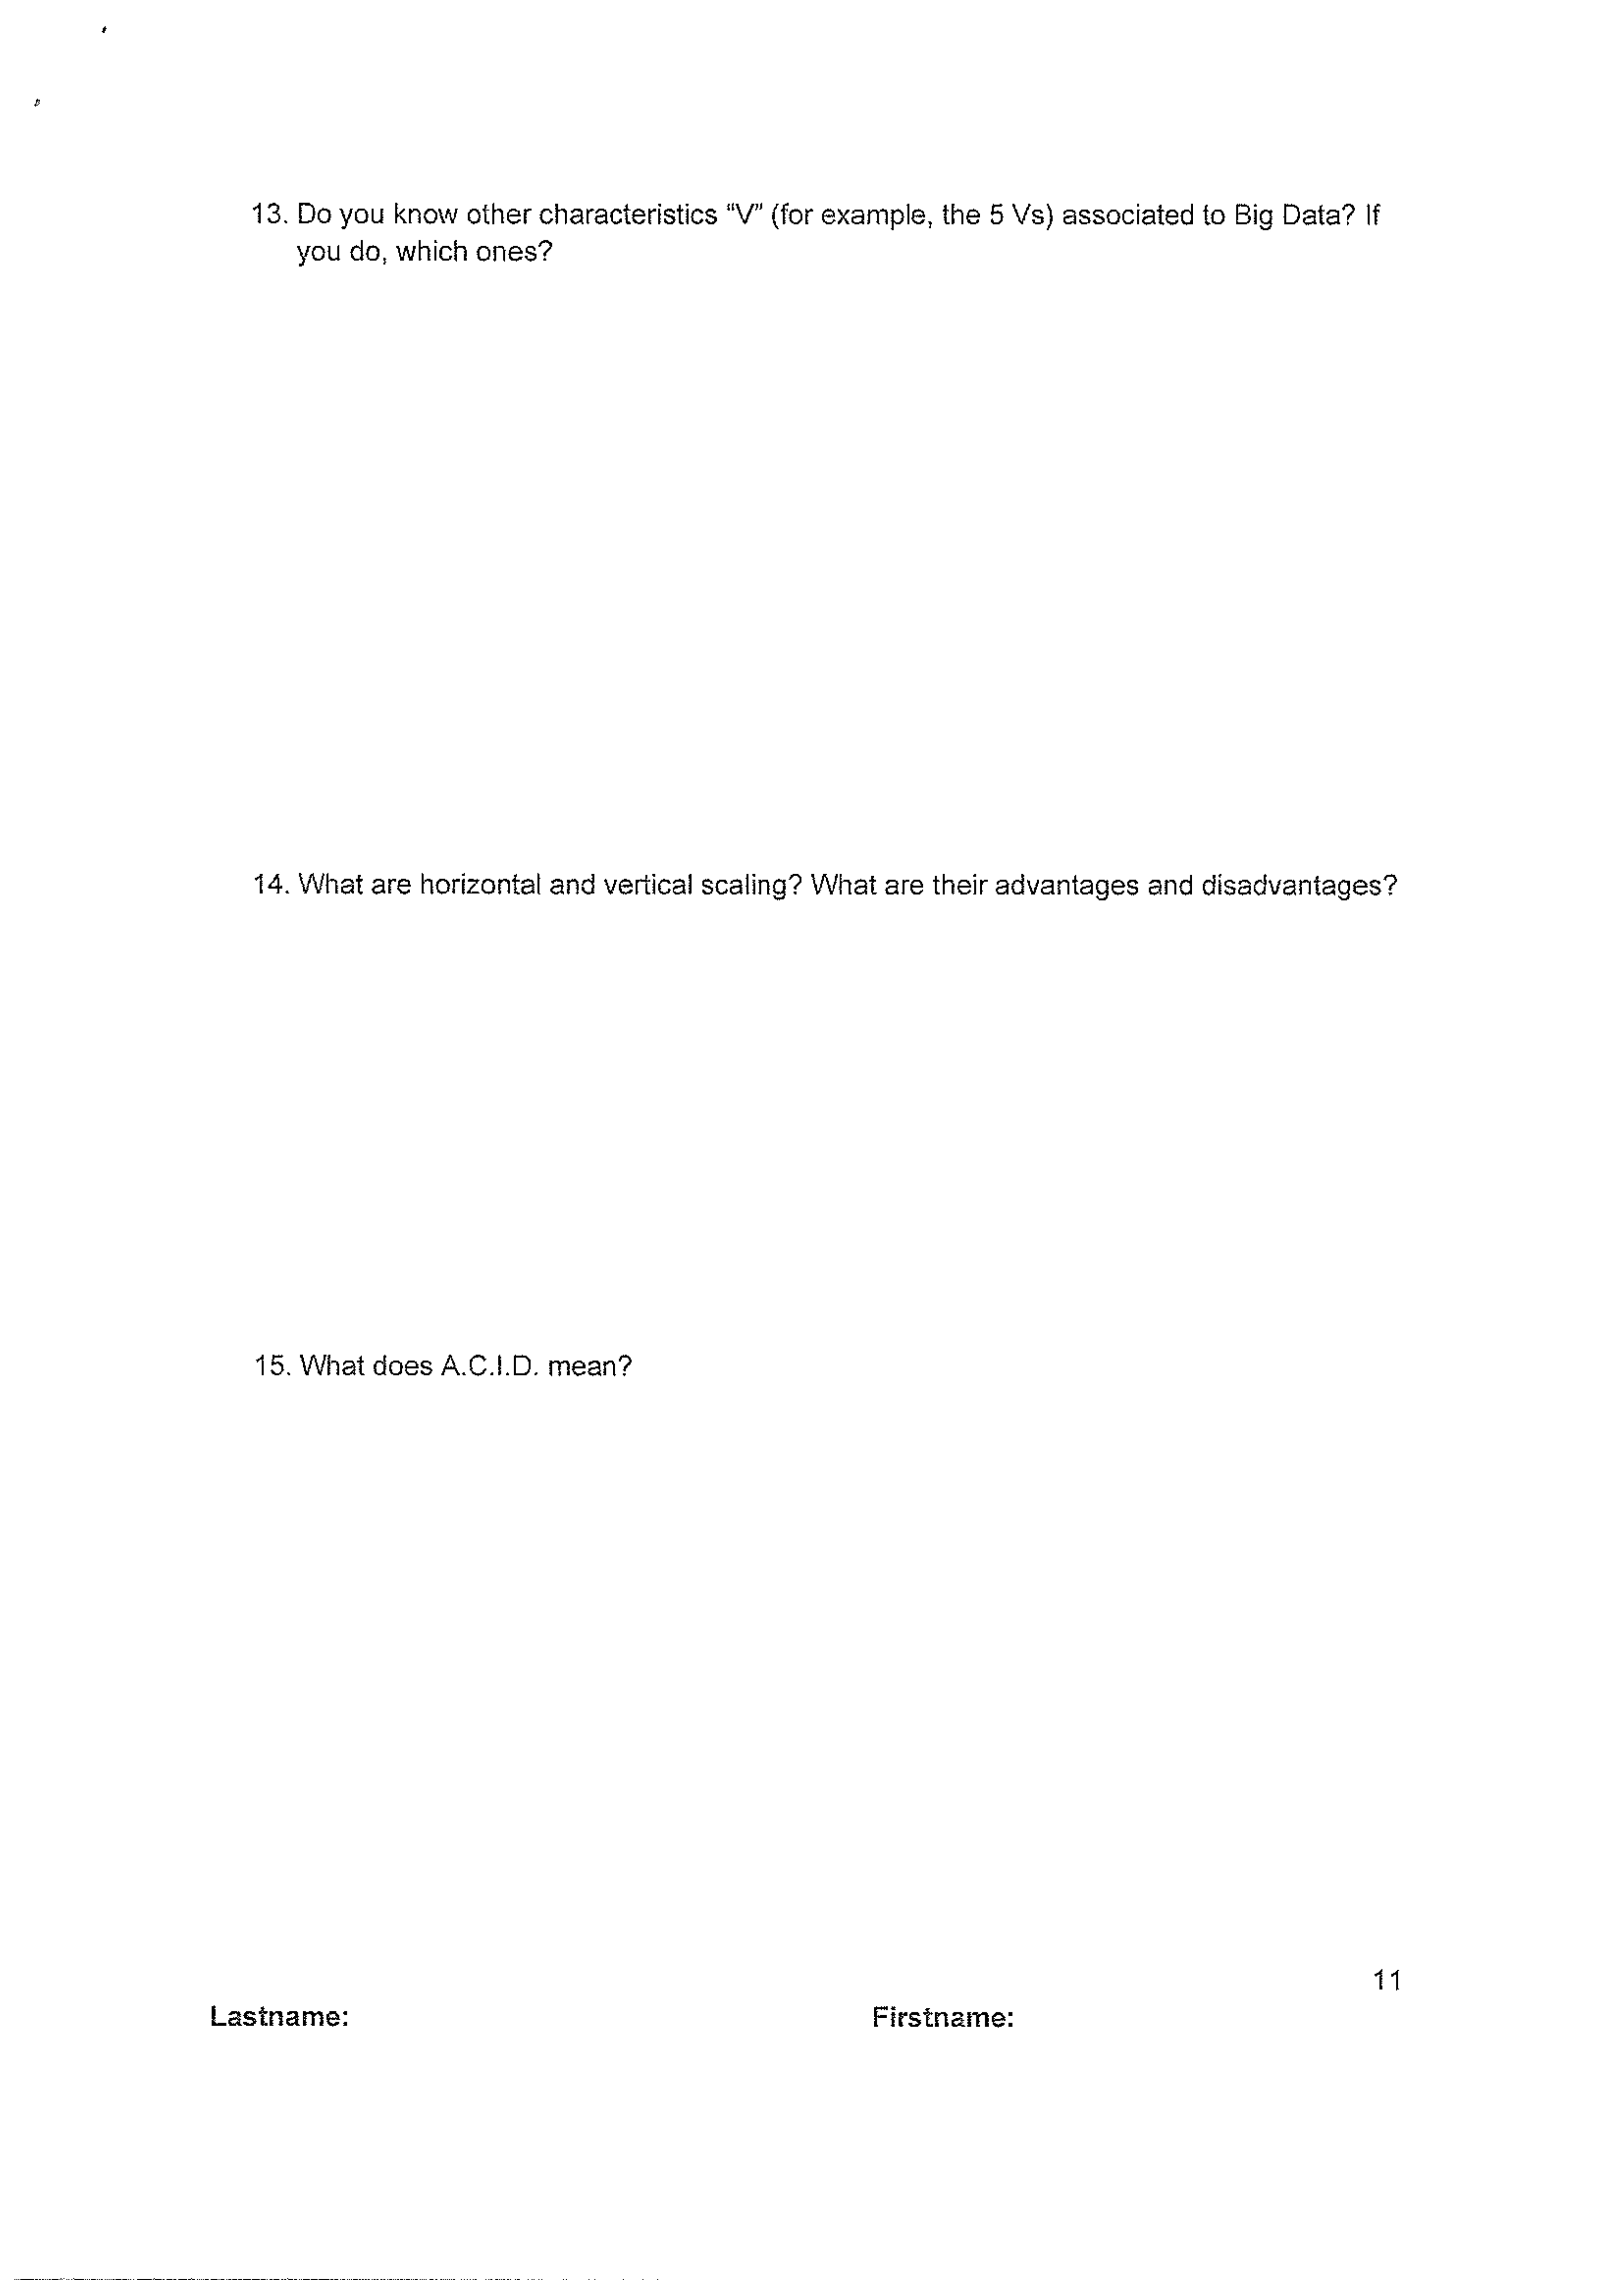 13. Do you know other characteristics “V” (for example, the 5 Vs) associated to Big Data? If
you do, which ones?
14. What are horizontal and vertical scaling? What are their advantages and disadvantages?
15. What does A.C.I.D. mean?
11
Lastname: Firstname: